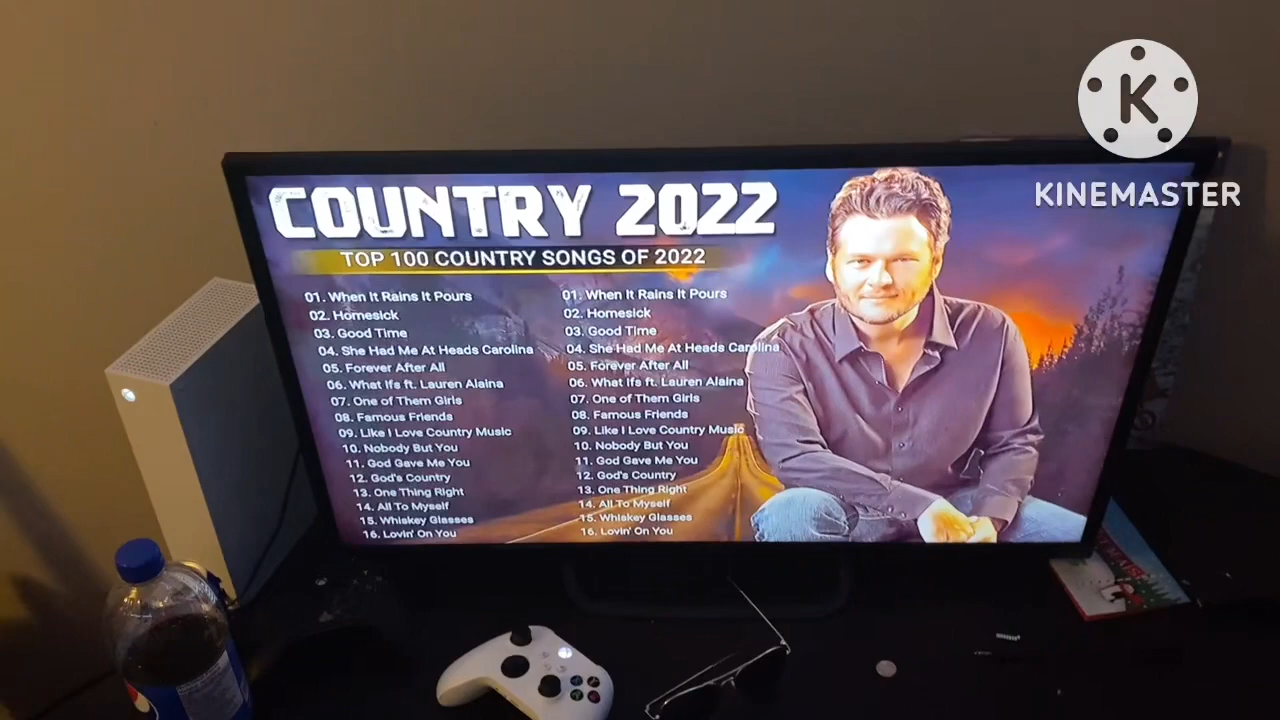 K
KINEMASTER
COUNTRY 2022
TOP 100 COUNTRY SONGS OF 2022
01. When It Rains It Pours
02. Homesick
03. Good Time
04. She Had Me At Heads Carolina
05. Forever After All
06. What Ifs ft. Lauren Alaina
07. One of Them Girls
08. Famous Friends
09. Like I Love Country Music
10. Nobody But You
11. God Gave Me You
12. God's Country
13. One Thing Right
14. All To Myself
15. Whiskey Glasses
16. Lovin' On You
01. When It Rains It Pours
02. Homesick
03. Good Time
04. She Had Me At Heads Carolina
05. Forever After All
06. What Ifs ft. Lauren Alaina
07. One of Them Girls
08. Famous Friends
09. Like I Love Country Music
10. Nobody But You
11. God Gave Me You
12. God's Country
13. One Thing Right
14. All To Myself
15. Whiskey Glasses
16. Lovin' On You